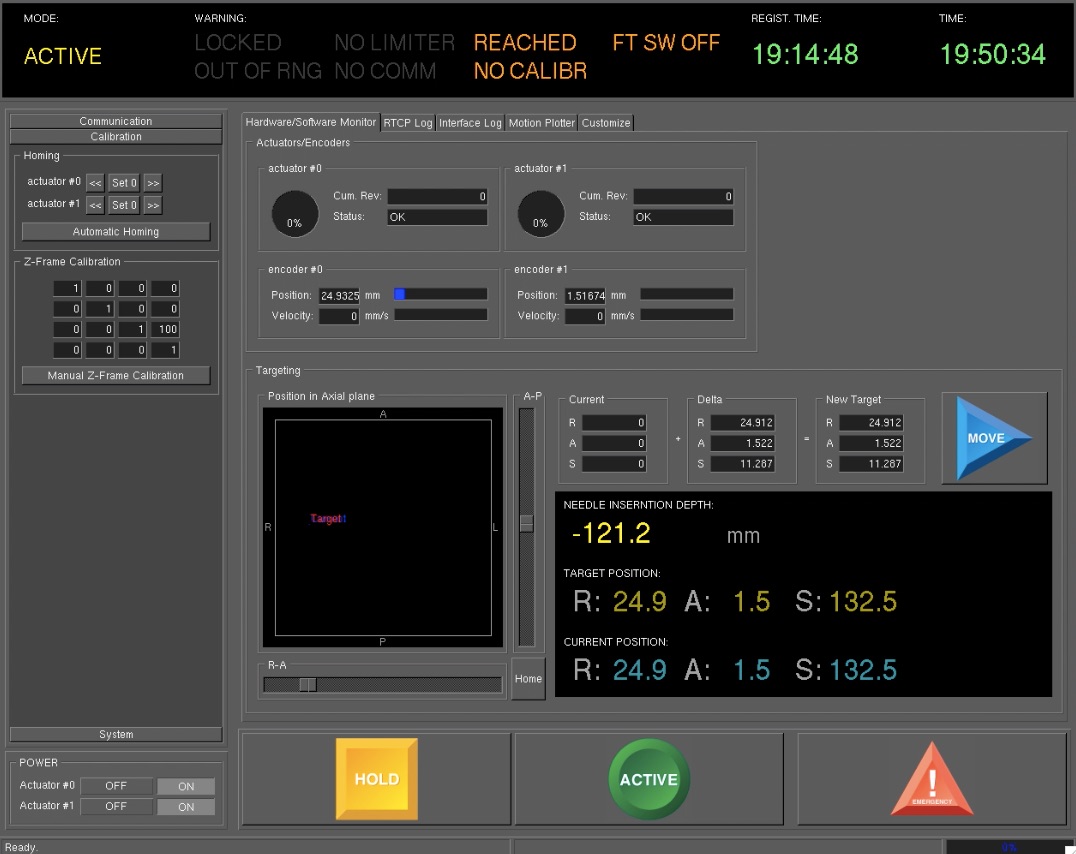 MODE: WARNING: REGIST. TIME: TIME:
ACTIVE LOCKED NO LIMITER REACHED FT SW OFF 19:14:48 19:50:34
OUT OF RNG NO COMM NO CALIBR
Communication
Calibration
Homing
actuator #0 << Set 0 >>
actuator #1 << Set 0 >>
Automatic Homing
Z-Frame Calibration
1 0 0 0
0 1 0 0
0 0 1 100
0 0 0 1
Manual Z-Frame Calibration
System
POWER
Actuator #0 OFF ON
Actuator #1 OFF ON
Hardware/Software Monitor RTCP Log Interface Log Motion Plotter Customize
Actuators/Encoders
actuator #0
0%
Cum. Rev: 0
Status: OK
actuator #1
0%
Cum. Rev: 0
Status: OK
encoder #0
Position: 24.9325 mm
Velocity: 0 mm/s
encoder #1
Position: 1.51674 mm
Velocity: 0 mm/s
Targeting
Position in Axial plane
A
R L
Target
P
A-P
R-A
Home
Current
R 0
A 0
S 0
+
Delta
R 24.912
A 1.522
S 11.287
=
New Target
R 24.912
A 1.522
S 11.287
MOVE
NEEDLE INSERNTION DEPTH:
-121.2 mm
TARGET POSITION:
R: 24.9 A: 1.5 S: 132.5
CURRENT POSITION:
R: 24.9 A: 1.5 S: 132.5
HOLD ACTIVE !
EMERGENCY
Ready. 0%